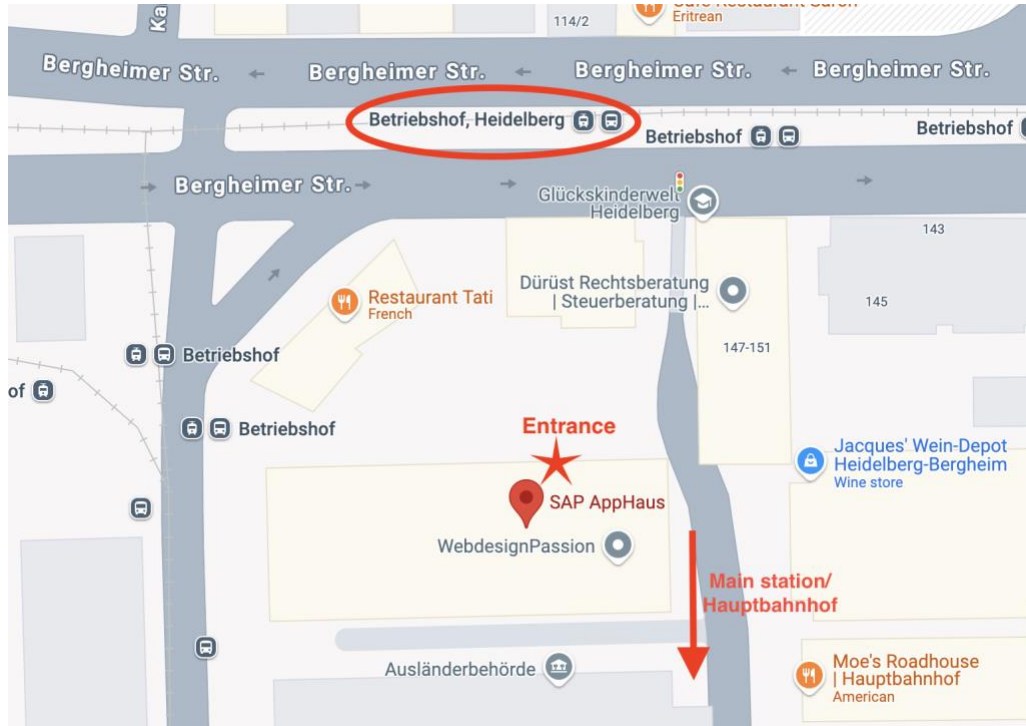 Ka
114/2
Eritrean
Bergheimer Str.
Bergheimer Str.
Bergheimer Str.
Bergheimer Str.
Betriebshof, Heidelberg
Betriebshof
Betriebshof
Bergheimer Str.
Glückskinderwelt
Heidelberg
143
Dürüst Rechtsberatung
| Steuerberatung |...
145
Restaurant Tati
French
147-151
Betriebshof
of
Betriebshof
Entrance
Jacques' Wein-Depot
Heidelberg-Bergheim
Wine store
SAP AppHaus
WebdesignPassion
Main station/
Hauptbahnhof
Ausländerbehörde
Moe's Roadhouse
| Hauptbahnhof
American